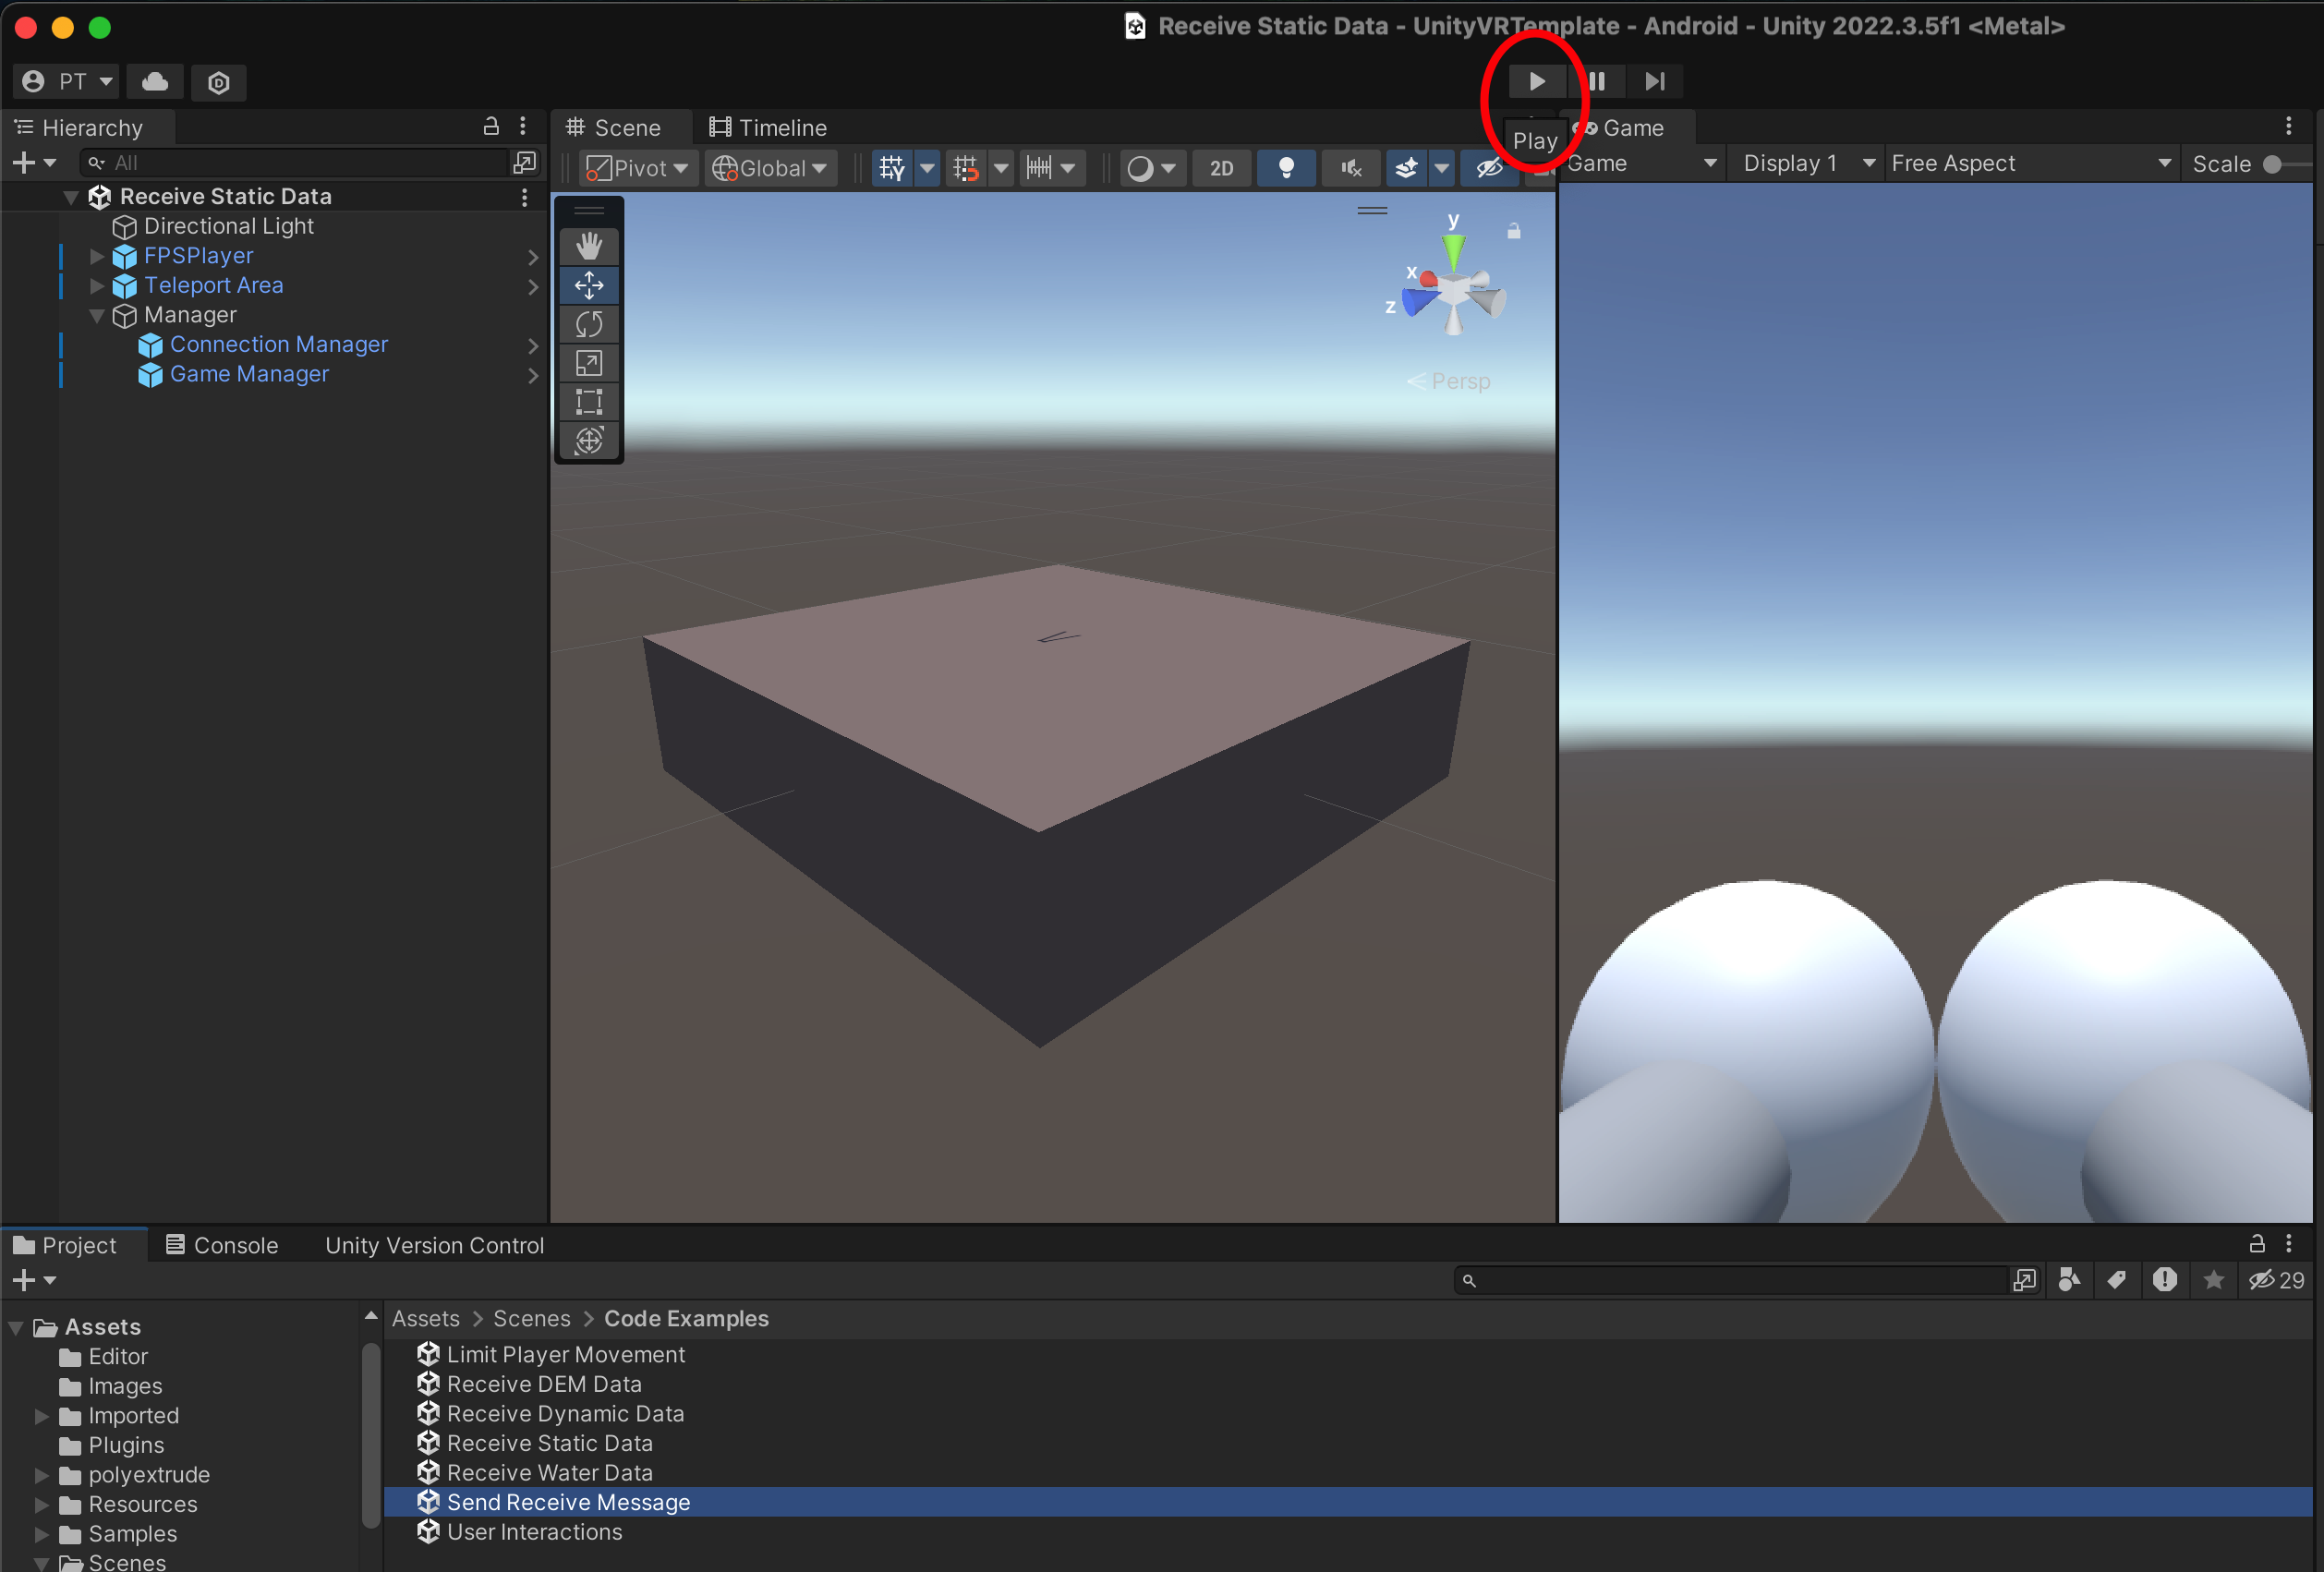 Receive Static Data - UnityVRTemplate - Android - Unity 2022.3.5f1 <Metal>
PT
Hierarchy
Scene
Timeline
Play
Game
All
Pivot
Global
2D
Game
Display 1
Free Aspect
Scale
Receive Static Data
Directional Light
FPSPlayer
Teleport Area
Manager
Connection Manager
Game Manager
y
x
z
Persp
Project
Console
Unity Version Control
29
Assets
Editor
Images
Imported
Plugins
polyextrude
Resources
Samples
Scenes
Assets > Scenes > Code Examples
Limit Player Movement
Receive DEM Data
Receive Dynamic Data
Receive Static Data
Receive Water Data
Send Receive Message
User Interactions